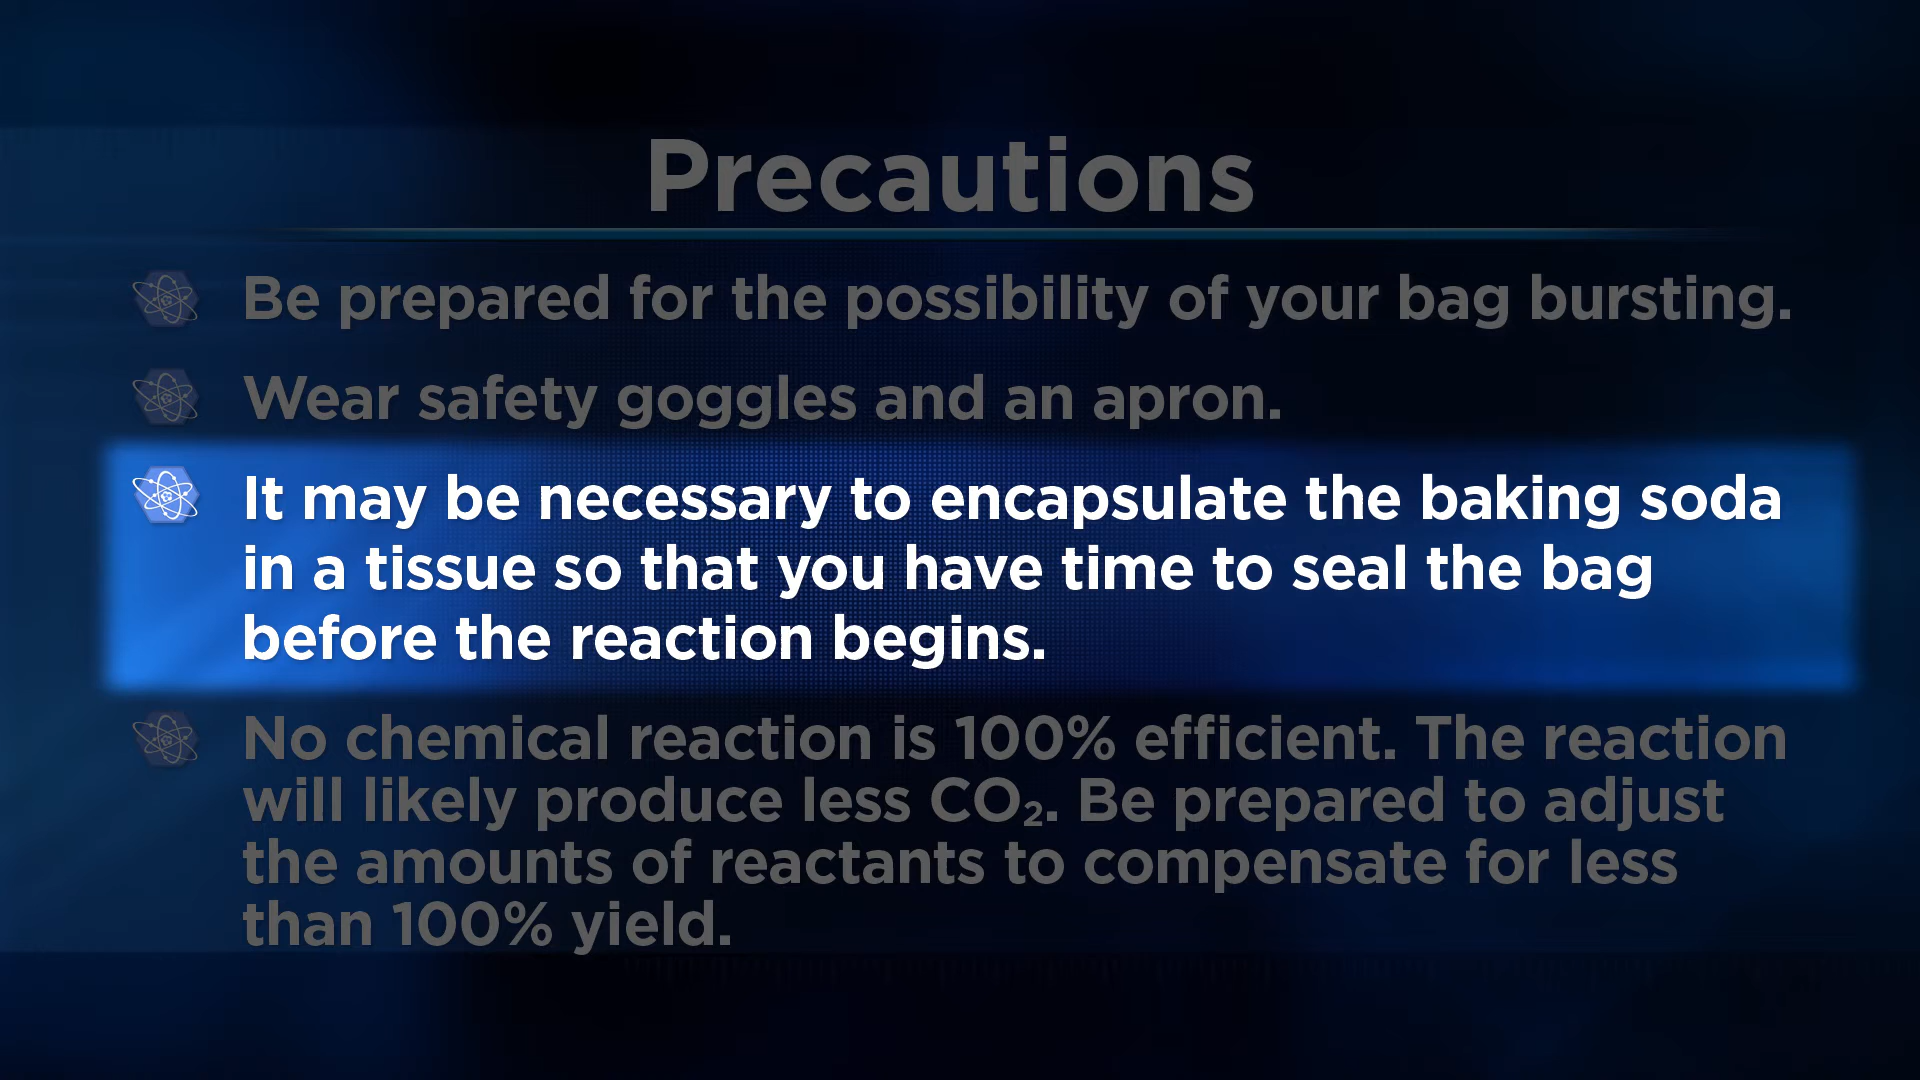 Precautions
Be prepared for the possibility of your bag bursting.
Wear safety goggles and an apron.
It may be necessary to encapsulate the baking soda
in a tissue so that you have time to seal the bag
before the reaction begins.
No chemical reaction is 100% efficient. The reaction
will likely produce less CO₂. Be prepared to adjust
the amounts of reactants to compensate for less
than 100% yield.